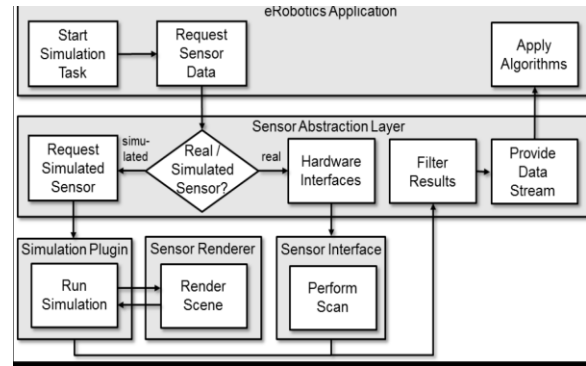 eRobotics Application
Start
Simulation
Task
Request
Sensor
Data
Apply
Algorithms
Sensor Abstraction Layer
Request
Simulated
Sensor
simu-
lated
Real /
Simulated
Sensor?
real
Hardware
Interfaces
Filter
Results
Provide
Data
Stream
Simulation Plugin
Run
Simulation
Sensor Renderer
Render
Scene
Sensor Interface
Perform
Scan